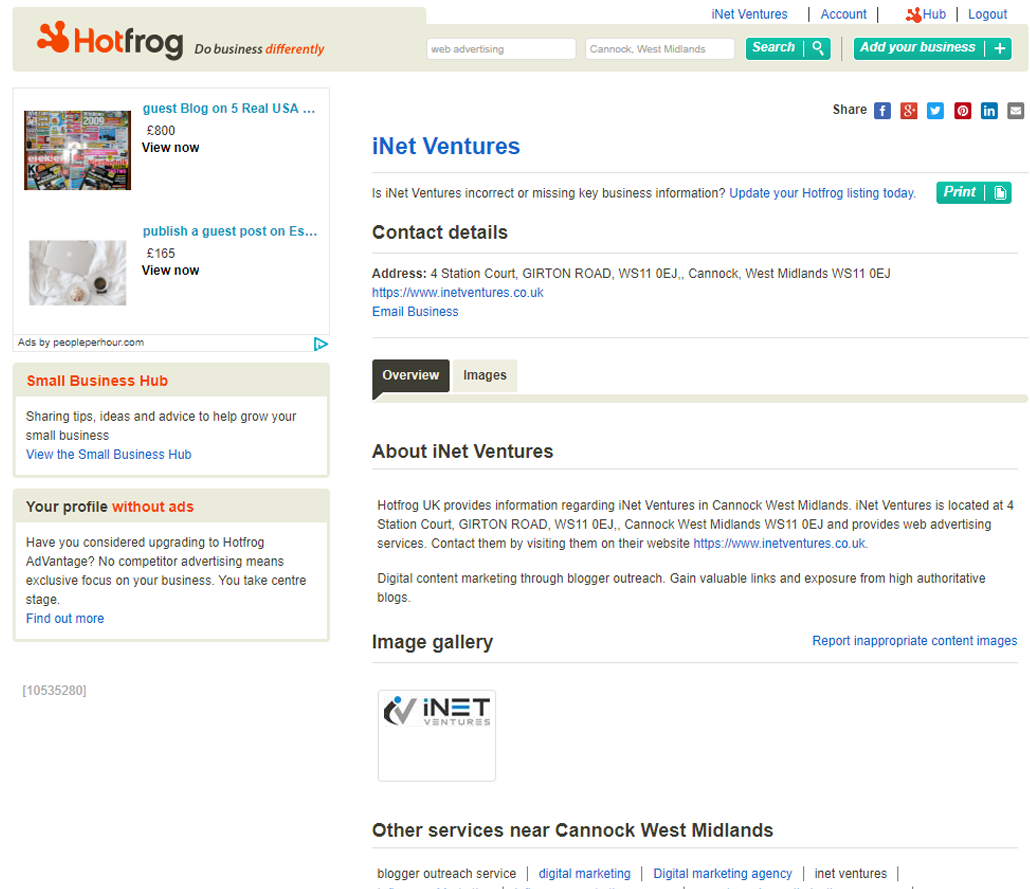 iNet Ventures | Account | Hub | Logout
Hotfrog Do business differently
web advertising Cannock, West Midlands Search Add your business +
guest Blog on 5 Real USA ...
£800
View now
publish a guest post on Es...
£165
View now
Ads by peopleperhour.com
Small Business Hub
Sharing tips, ideas and advice to help grow your
small business
View the Small Business Hub
Your profile without ads
Have you considered upgrading to Hotfrog
AdVantage? No competitor advertising means
exclusive focus on your business. You take centre
stage.
Find out more
[10535280]
Share
iNet Ventures
Is iNet Ventures incorrect or missing key business information? Update your Hotfrog listing today. Print
Contact details
Address: 4 Station Court, GIRTON ROAD, WS11 0EJ,, Cannock, West Midlands WS11 0EJ
https://www.inetventures.co.uk
Email Business
Overview Images
About iNet Ventures
Hotfrog UK provides information regarding iNet Ventures in Cannock West Midlands. iNet Ventures is located at 4
Station Court, GIRTON ROAD, WS11 0EJ,, Cannock West Midlands WS11 0EJ and provides web advertising
services. Contact them by visiting them on their website https://www.inetventures.co.uk.
Digital content marketing through blogger outreach. Gain valuable links and exposure from high authoritative
blogs.
Image gallery Report inappropriate content images
iNET
VENTURES
Other services near Cannock West Midlands
blogger outreach service | digital marketing | Digital marketing agency | inet ventures |